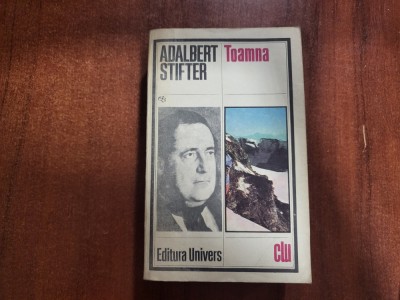 ADALBERT
STIFTER
Toamna
Editura Univers
clu